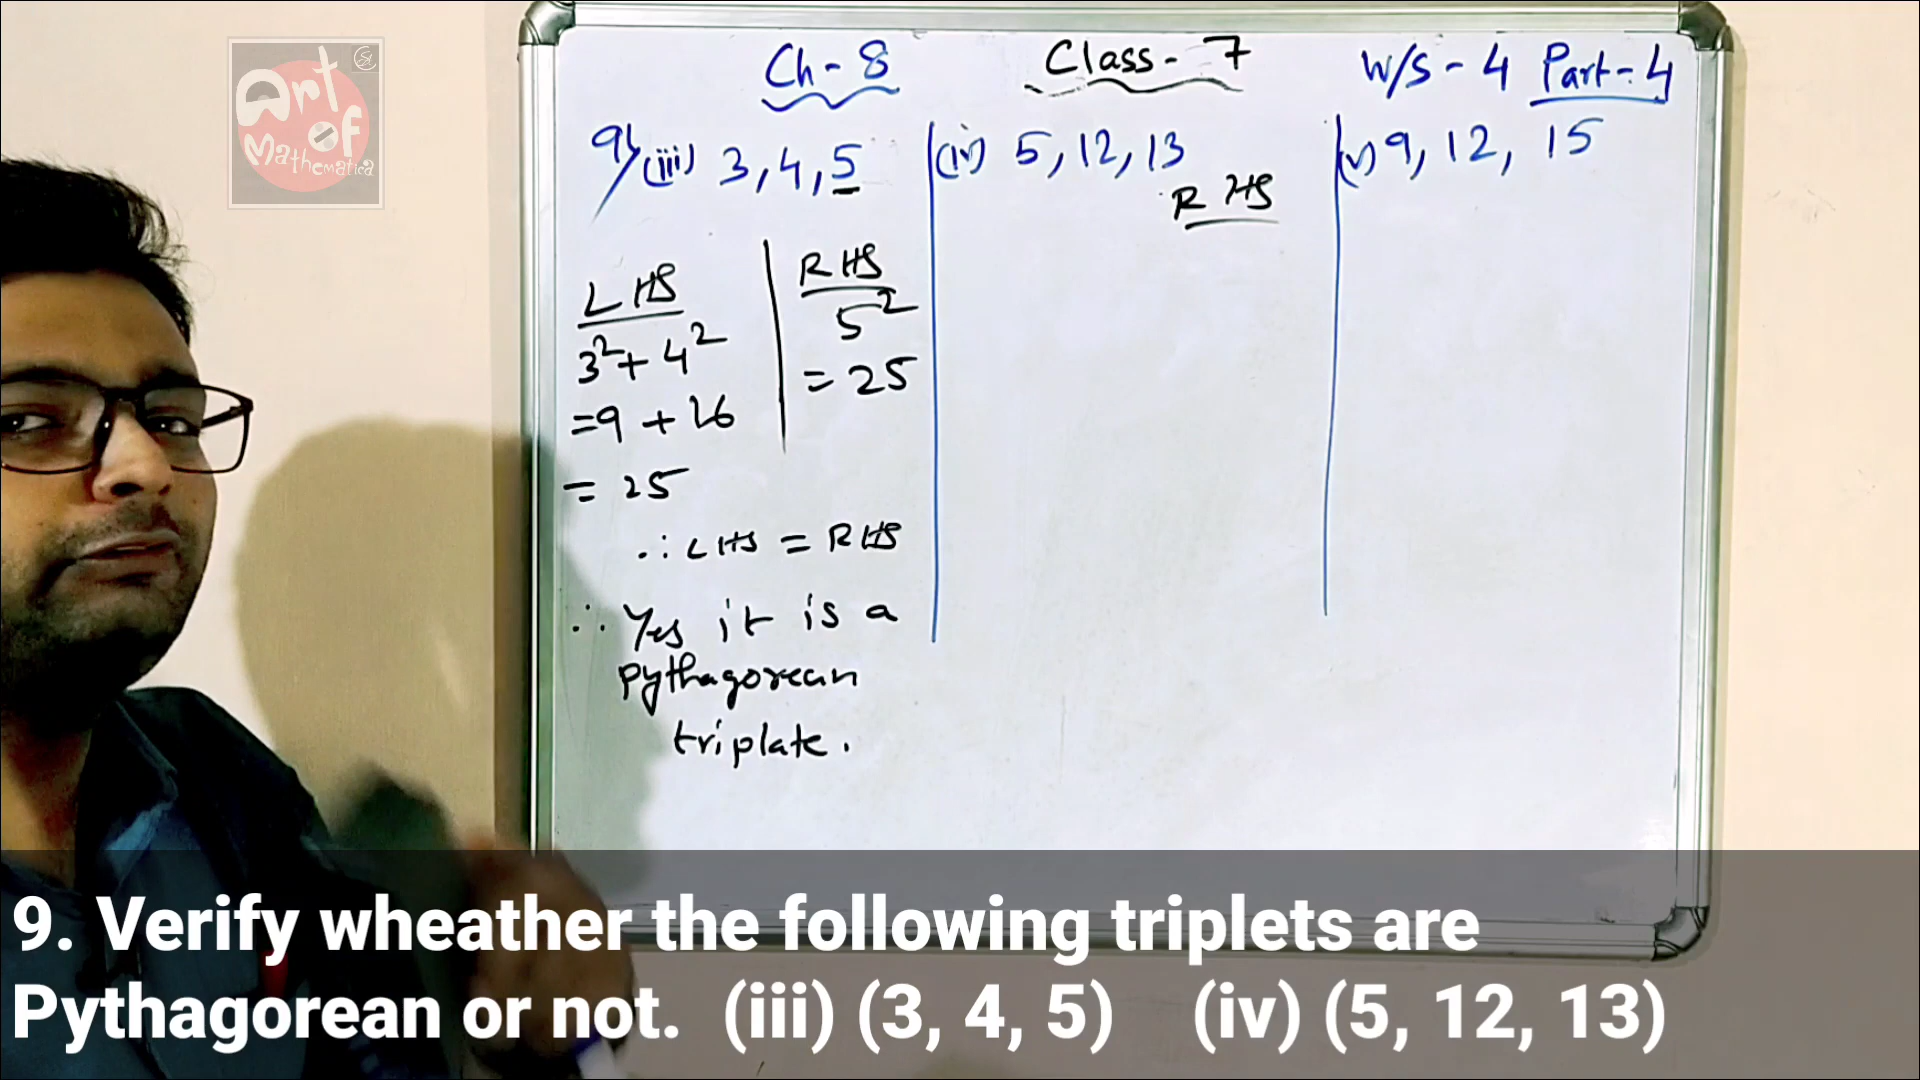 Art
of
Mathematica
Ch - 8
Class - 7
W/S - 4 Part - 4
9) (iii) 3, 4, 5
(iv) 5, 12, 13
(v) 9, 12, 15
RHS
LHS
3² + 4²
= 9 + 16
= 25
RHS
5²
= 25
∴ LHS = RHS
∴ Yes it is a
pythagorean
triplate.
9. Verify wheather the following triplets are
Pythagorean or not. (iii) (3, 4, 5) (iv) (5, 12, 13)